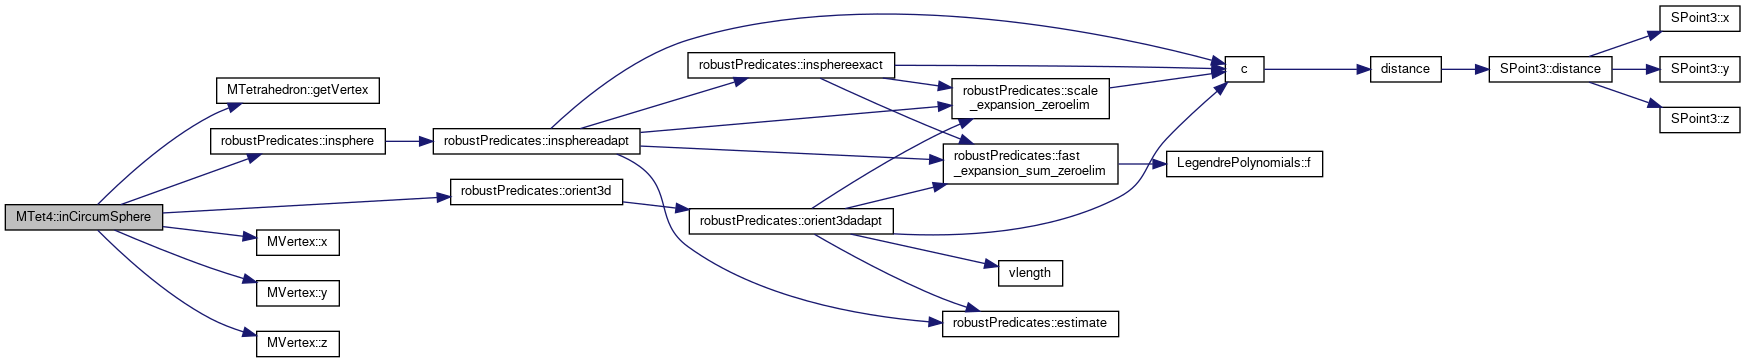 MTet4::inCircumSphere
MTetrahedron::getVertex
robustPredicates::insphere
robustPredicates::orient3d
MVertex::x
MVertex::y
MVertex::z
robustPredicates::insphereadapt
robustPredicates::insphereexact
robustPredicates::orient3dadapt
robustPredicates::scale
_expansion_zeroelim
robustPredicates::fast
_expansion_sum_zeroelim
vlength
robustPredicates::estimate
c
LegendrePolynomials::f
distance
SPoint3::distance
SPoint3::x
SPoint3::y
SPoint3::z